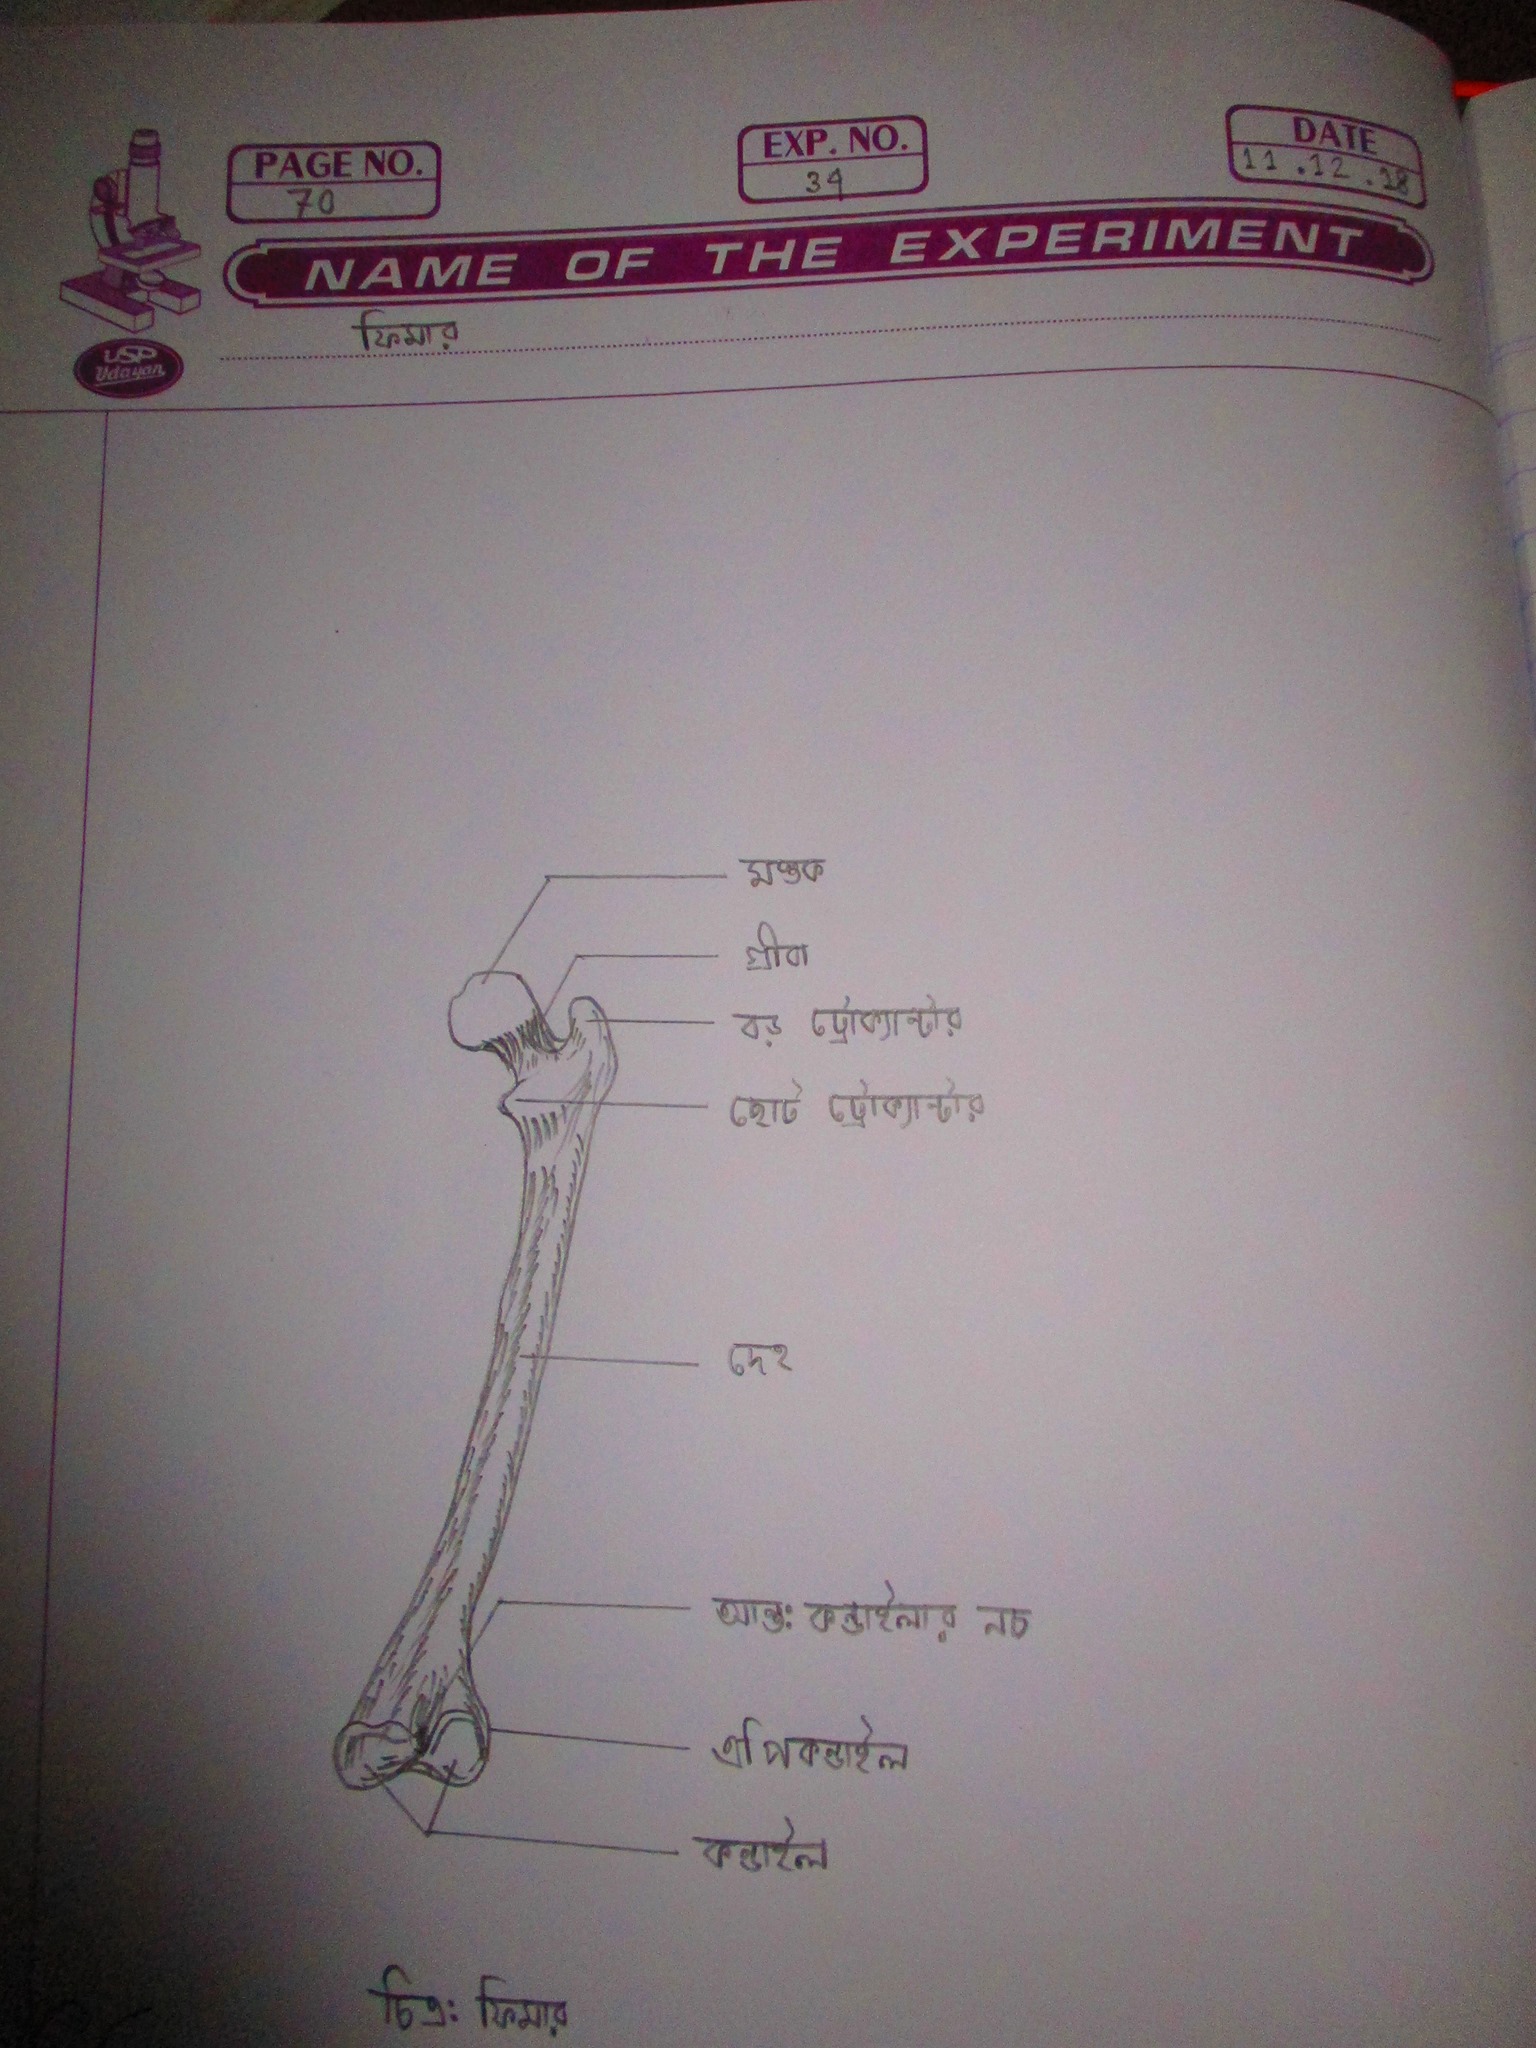 PAGE NO.
70
EXP. NO.
34
DATE
11.12.18
NAME OF THE EXPERIMENT
USP
Udayan
ফিমার
মস্তক
গ্রীবা
বড় ট্রোক্যান্টার
ছোট ট্রোক্যান্টার
দেহ
আন্তঃ কন্ডাইলার নচ
এপিকন্ডাইল
কন্ডাইল
চিত্র: ফিমার